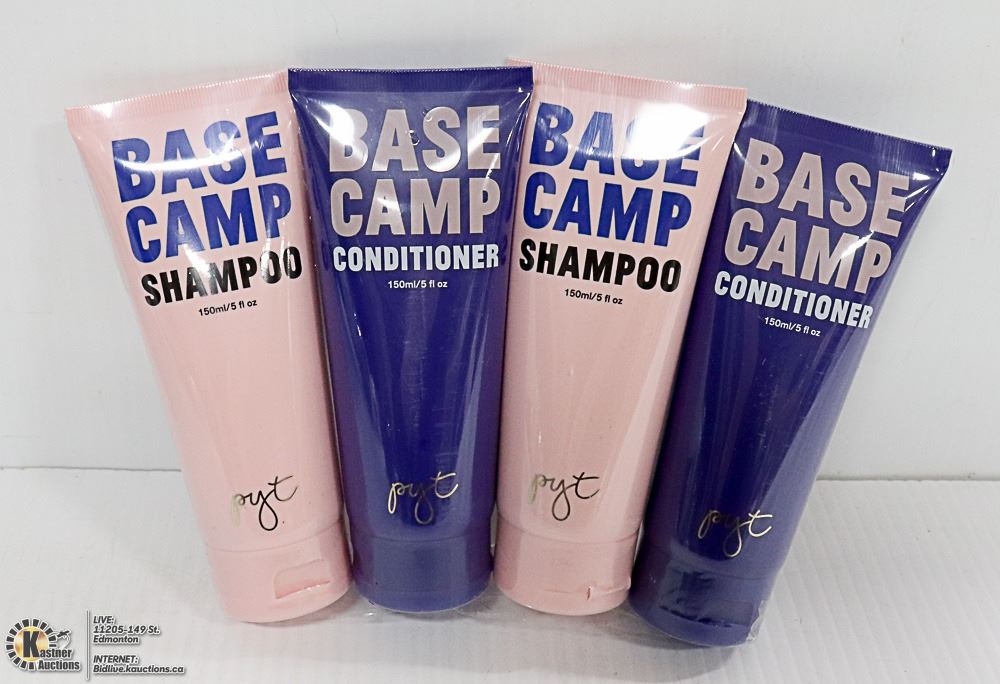 BASE
CAMP
SHAMPOO
150ml/5 fl oz
pyt
BASE
CAMP
CONDITIONER
150ml/5 fl oz
pyt
BASE
CAMP
SHAMPOO
150ml/5 fl oz
pyt
BASE
CAMP
CONDITIONER
150ml/5 fl oz
pyt
Kastner
Auctions
LIVE:
11205-149 St.
Edmonton
INTERNET:
Bidlive.kauctions.ca